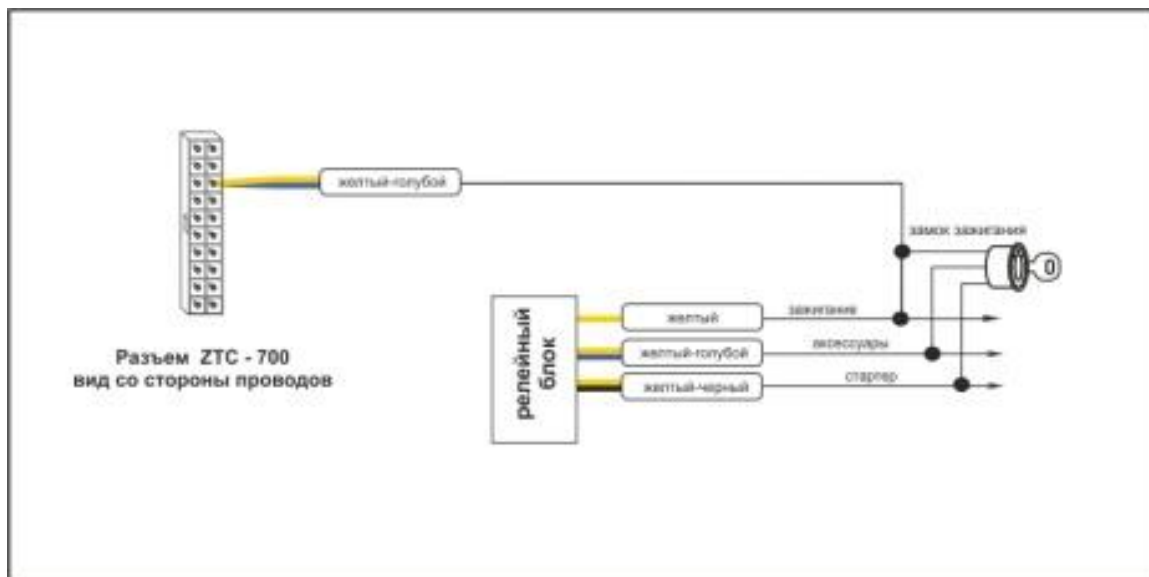 желтый-голубой
замок зажигания
релейный
блок
желтый
зажигание
желтый-голубой
аксессуары
желтый-черный
стартер
Разъем ZTC - 700
вид со стороны проводов